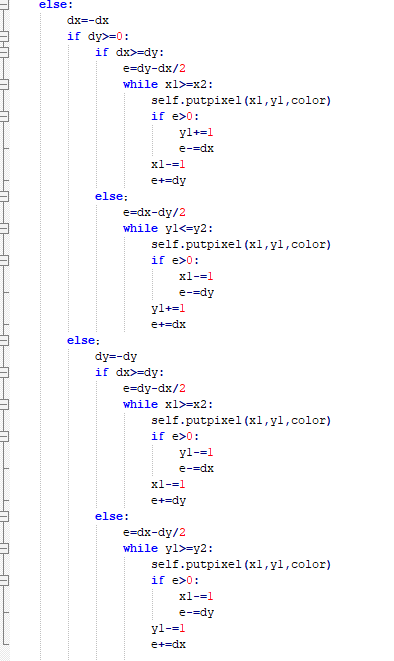 else:
dx=-dx
if dy>=0:
if dx>=dy:
e=dy-dx/2
while x1>=x2:
self.putpixel(x1,y1,color)
if e>0:
y1+=1
e-=dx
x1-=1
e+=dy
else:
e=dx-dy/2
while y1<=y2:
self.putpixel(x1,y1,color)
if e>0:
x1-=1
e-=dy
y1+=1
e+=dx
else:
dy=-dy
if dx>=dy:
e=dy-dx/2
while x1>=x2:
self.putpixel(x1,y1,color)
if e>0:
y1-=1
e-=dx
x1-=1
e+=dy
else:
e=dx-dy/2
while y1>=y2:
self.putpixel(x1,y1,color)
if e>0:
x1-=1
e-=dy
y1-=1
e+=dx